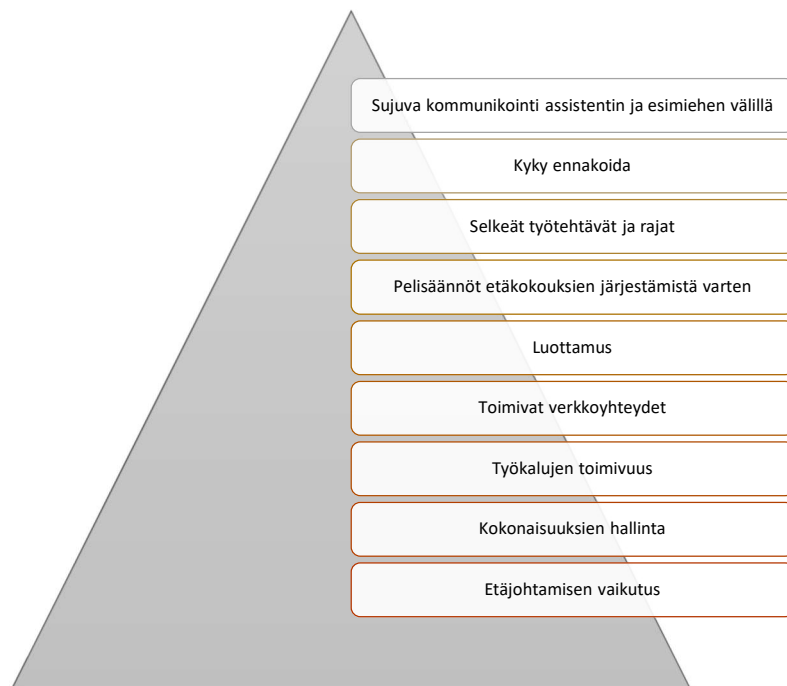 Sujuva kommunikointi assistentin ja esimiehen välillä
Kyky ennakoida
Selkeät työtehtävät ja rajat
Pelisäännöt etäkokouksien järjestämistä varten
Luottamus
Toimivat verkkoyhteydet
Työkalujen toimivuus
Kokonaisuuksien hallinta
Etäjohtamisen vaikutus